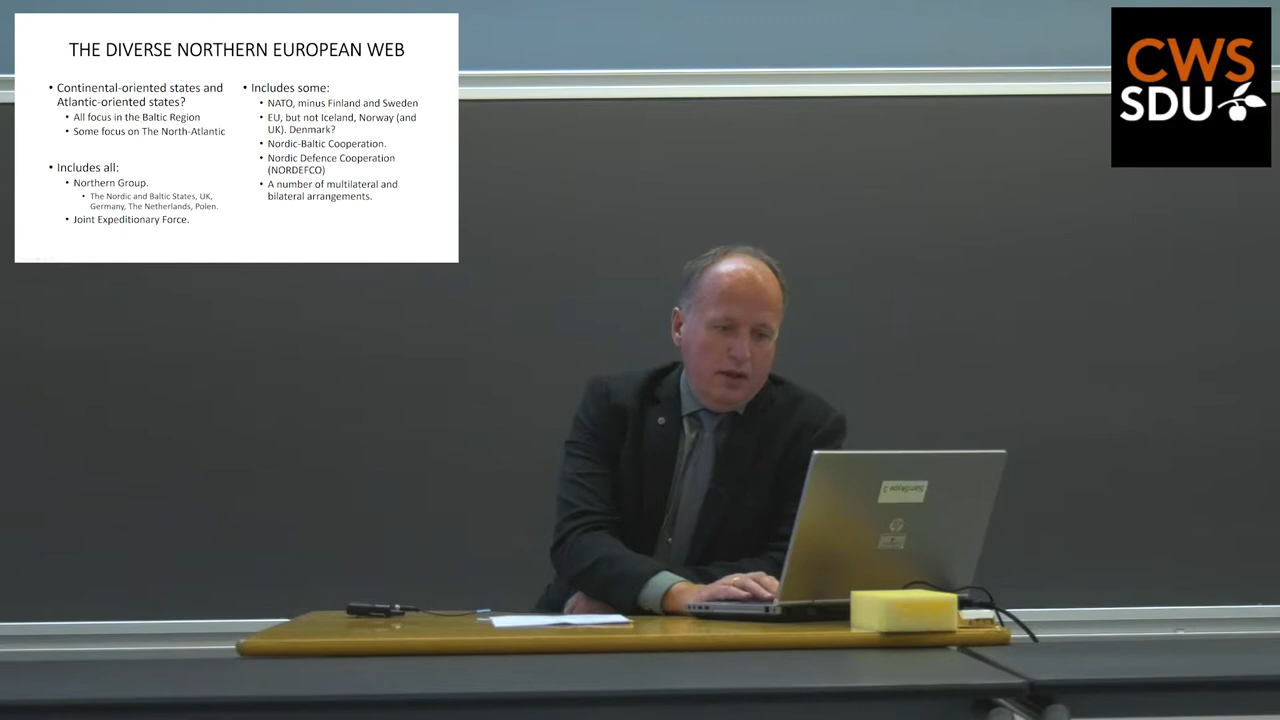 THE DIVERSE NORTHERN EUROPEAN WEB
• Continental-oriented states and
Atlantic-oriented states?
• All focus in the Baltic Region
• Some focus on The North-Atlantic
• Includes all:
• Northern Group.
• The Nordic and Baltic States, UK,
Germany, The Netherlands, Polen.
• Joint Expeditionary Force.
• Includes some:
• NATO, minus Finland and Sweden
• EU, but not Iceland, Norway (and
UK). Denmark?
• Nordic-Baltic Cooperation.
• Nordic Defence Cooperation
(NORDEFCO)
• A number of multilateral and
bilateral arrangements.
CWS
SDU
hp